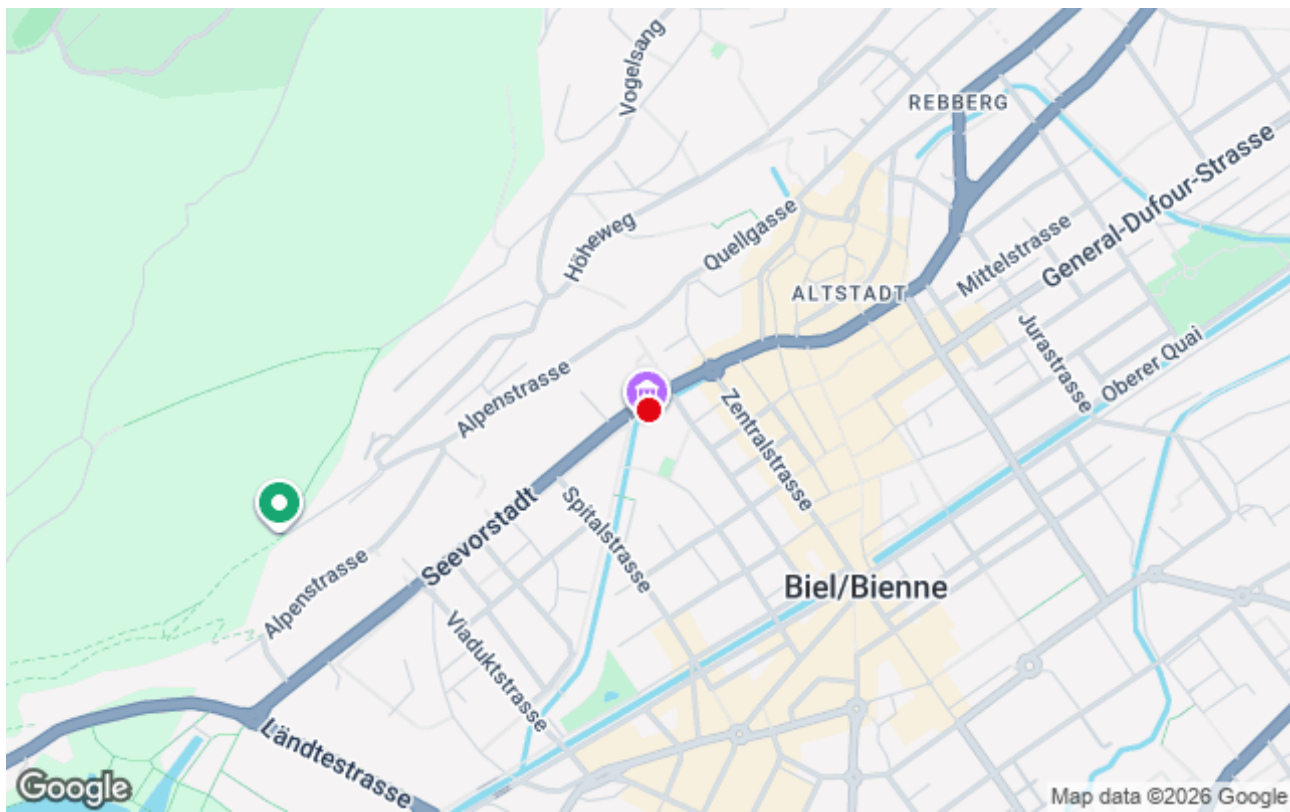 Vogelsang
REBBERG
General-Dufour-Strasse
Höheweg
Quellgasse
Mittelstrasse
ALTSTADT
Jurastrasse
Oberer Quai
Alpenstrasse
Zentralstrasse
Seevorstadt
Spitalstrasse
Biel/Bienne
Alpenstrasse
Viaduktstrasse
Ländtestrasse
Google
Map data ©2026 Google